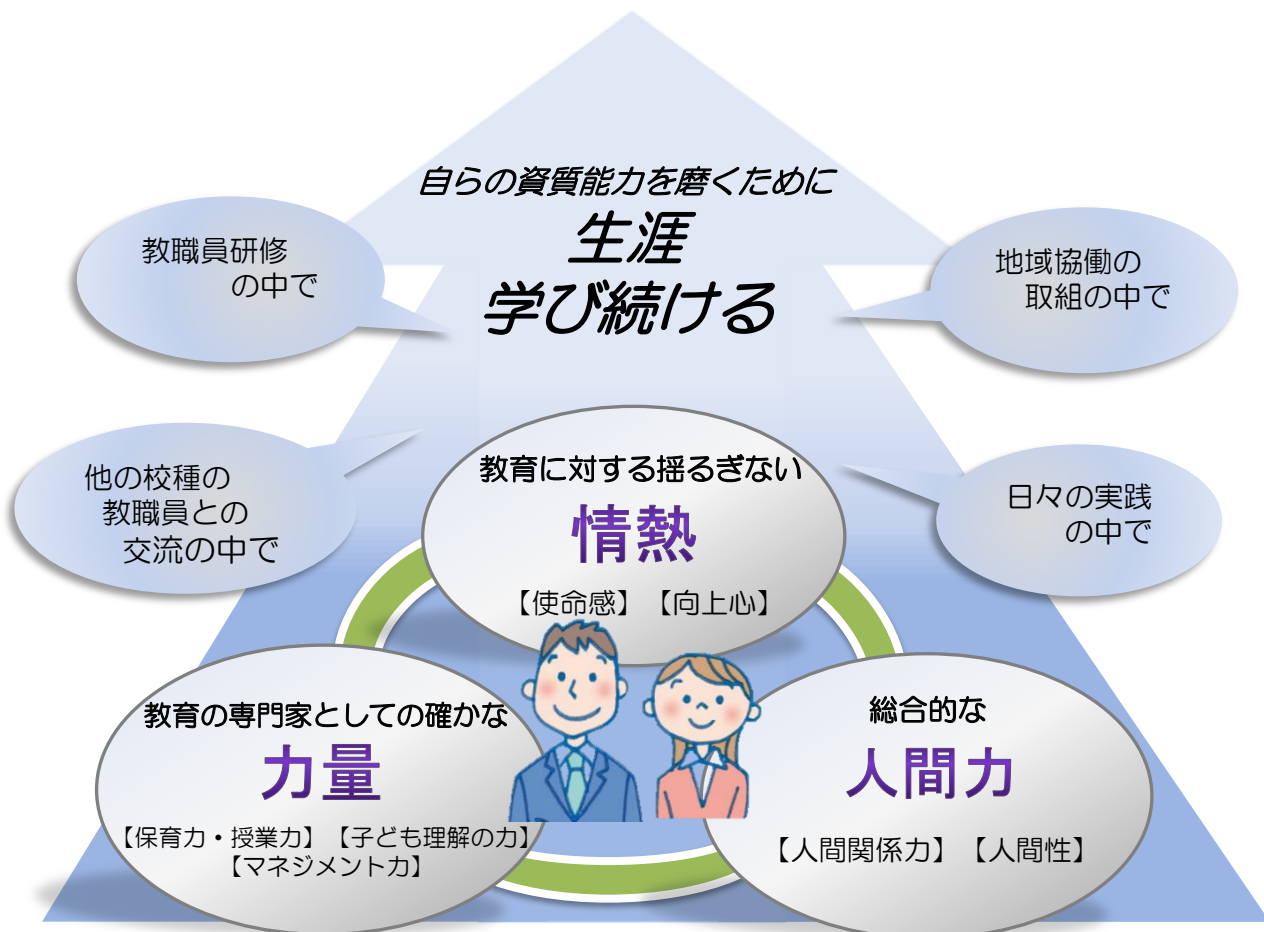 自らの資質能力を磨くために
生涯
学び続ける
教職員研修
の中で
地域協働の
取組の中で
他の校種の
教職員との
交流の中で
日々の実践
の中で
教育に対する揺るぎない
情熱
【使命感】【向上心】
教育の専門家としての確かな
力量
【保育力・授業力】【子ども理解の力】
【マネジメント力】
総合的な
人間力
【人間関係力】【人間性】